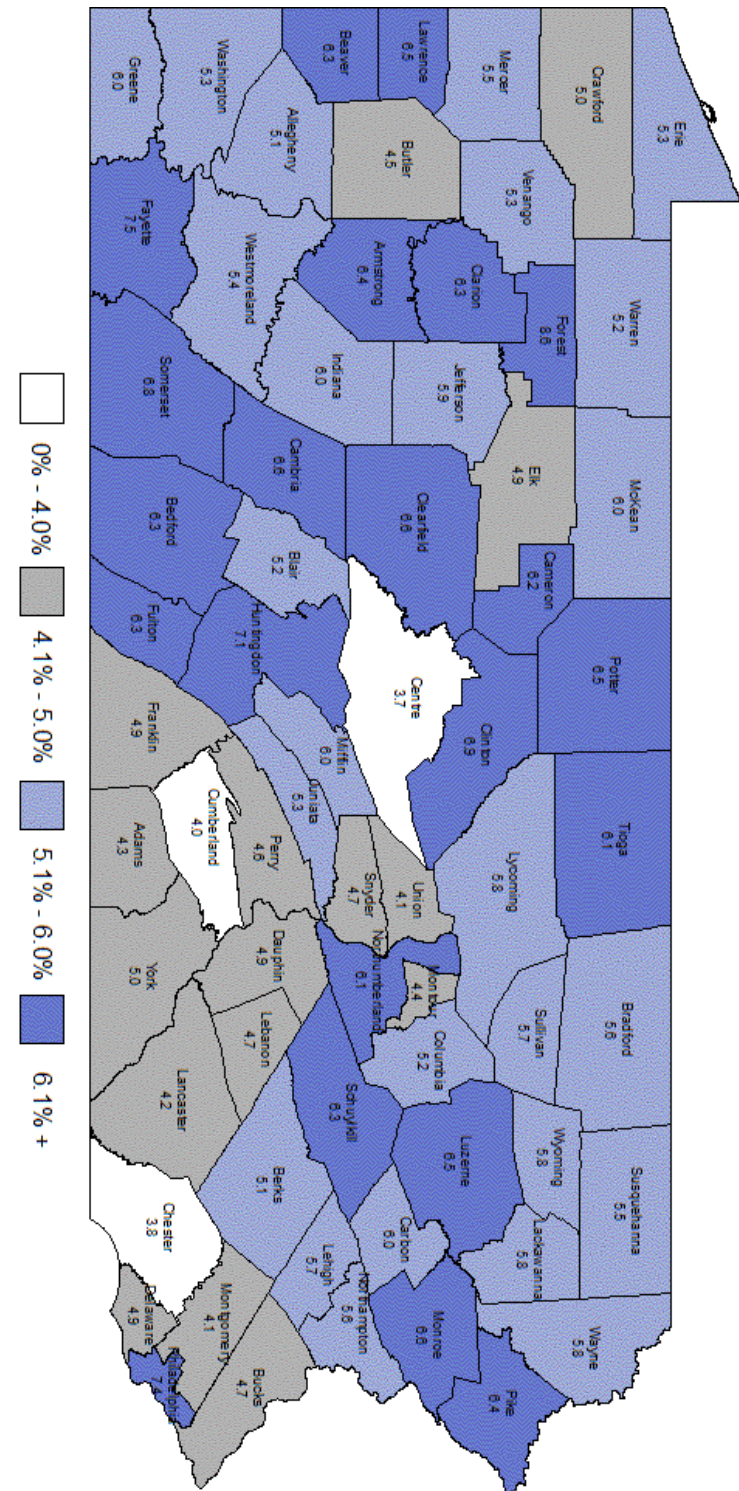 Erie
5.3
Crawford
5.0
Warren
5.2
McKean
6.0
Potter
6.5
Tioga
6.1
Bradford
5.6
Susquehanna
5.5
Wayne
5.8
Mercer
5.5
Venango
5.3
Forest
8.6
Elk
4.9
Cameron
6.2
Clinton
6.9
Lycoming
5.8
Sullivan
5.7
Wyoming
5.8
Lackawanna
5.8
Pike
6.4
Lawrence
6.5
Butler
4.5
Clarion
6.3
Jefferson
5.9
Clearfield
6.6
Centre
3.7
Union
4.1
Montour
4.4
Columbia
5.2
Luzerne
6.5
Monroe
6.6
Beaver
6.3
Armstrong
6.4
Indiana
6.0
Snyder
4.7
Northumberland
6.1
Schuylkill
6.3
Carbon
6.0
Northampton
5.6
Lehigh
5.7
Allegheny
5.1
Westmoreland
5.4
Cambria
6.6
Blair
5.2
Huntingdon
7.1
Mifflin
6.0
Juniata
5.3
Perry
4.6
Dauphin
4.9
Lebanon
4.7
Berks
5.1
Bucks
4.7
Montgomery
4.1
Washington
5.3
Greene
6.0
Fayette
7.5
Somerset
6.8
Bedford
6.3
Fulton
6.3
Franklin
4.9
Cumberland
4.0
Adams
4.3
York
5.0
Lancaster
4.2
Chester
3.8
Delaware
4.9
Philadelphia
7.4
0% - 4.0%
4.1% - 5.0%
5.1% - 6.0%
6.1% +